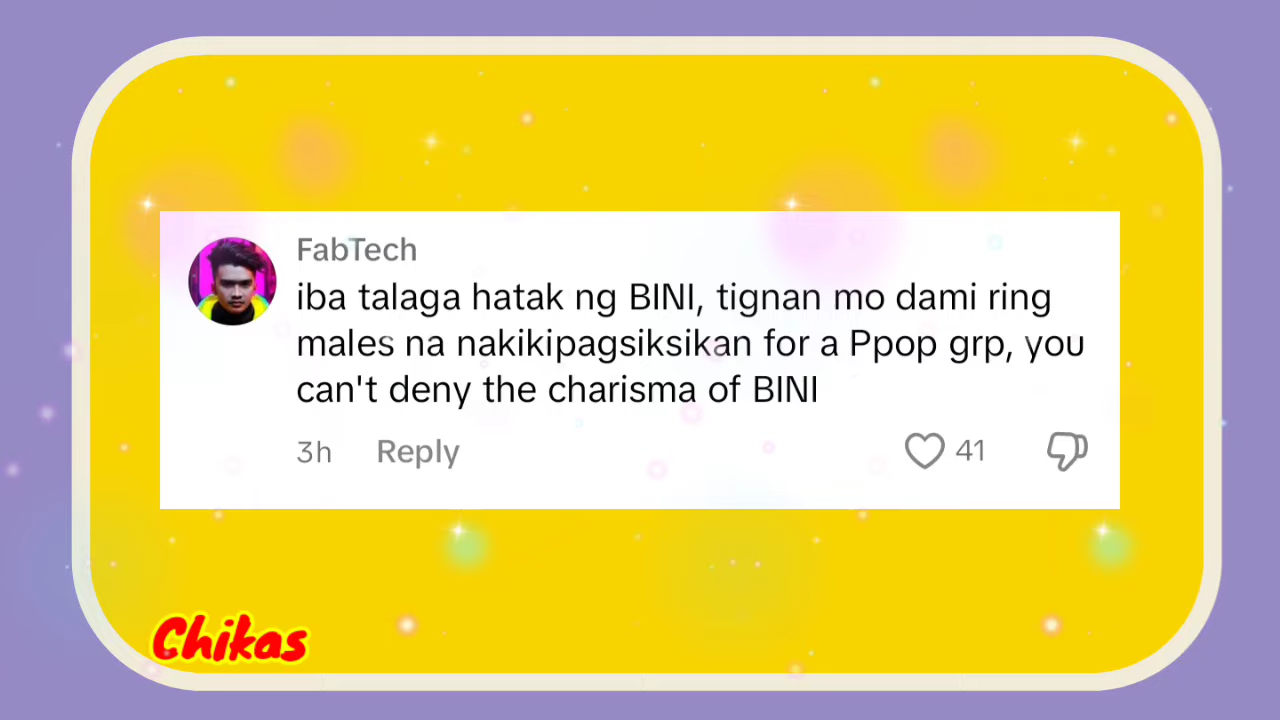 FabTech
iba talaga hatak ng BINI, tignan mo dami ring
males na nakikipagsiksikan for a Ppop grp, you
can't deny the charisma of BINI
3h Reply 41
Chikas